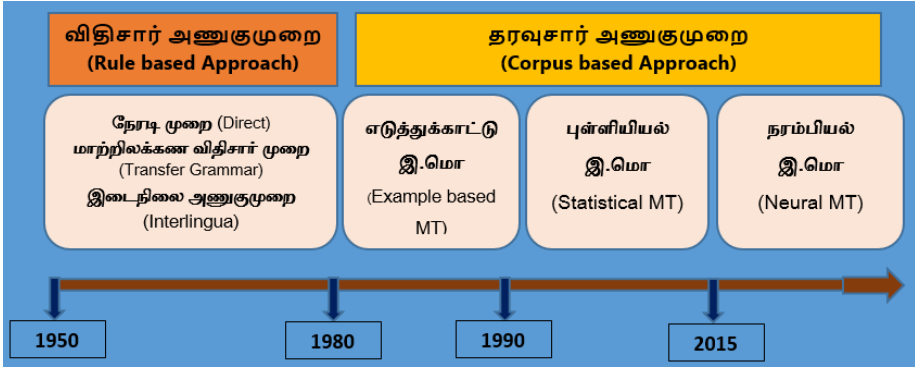 விதிசார் அணுகுமுறை
(Rule based Approach)
தரவுசார் அணுகுமுறை
(Corpus based Approach)
நேரடி முறை (Direct)
மாற்றிலக்கண விதிசார் முறை
(Transfer Grammar)
இடைநிலை அணுகுமுறை
(Interlingua)
எடுத்துக்காட்டு
இ.மொ
(Example based
MT)
புள்ளியியல்
இ.மொ
(Statistical MT)
நரம்பியல்
இ.மொ
(Neural MT)
1950
1980
1990
2015